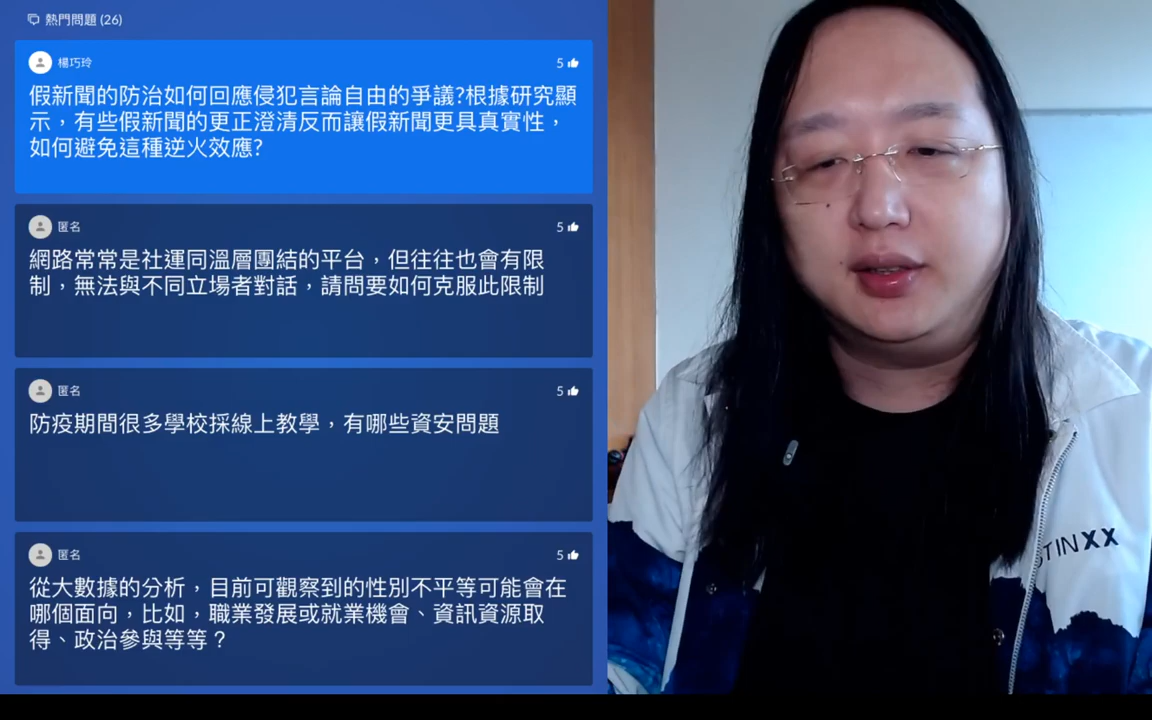 熱門問題 (26)
楊巧玲
5
假新聞的防治如何回應侵犯言論自由的爭議?根據研究顯
示，有些假新聞的更正澄清反而讓假新聞更具真實性，
如何避免這種逆火效應?
匿名
5
網路常常是社運同溫層團結的平台，但往往也會有限
制，無法與不同立場者對話，請問要如何克服此限制
匿名
5
防疫期間很多學校採線上教學，有哪些資安問題
匿名
5
從大數據的分析，目前可觀察到的性別不平等可能會在
哪個面向，比如，職業發展或就業機會、資訊資源取
得、政治參與等等？
TINXX